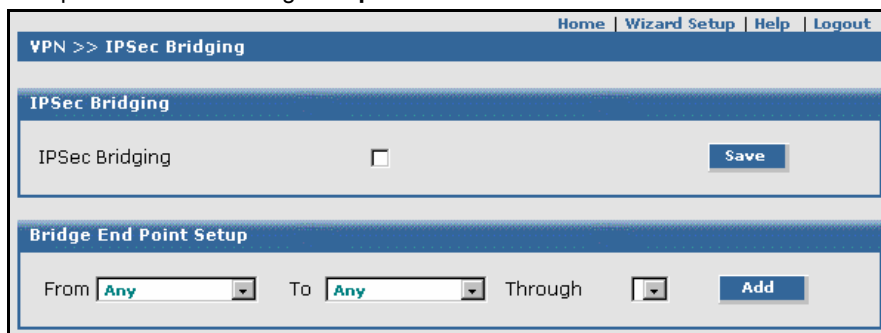 Home | Wizard Setup | Help | Logout
VPN >> IPSec Bridging
IPSec Bridging
IPSec Bridging Save
Bridge End Point Setup
From Any To Any Through Add